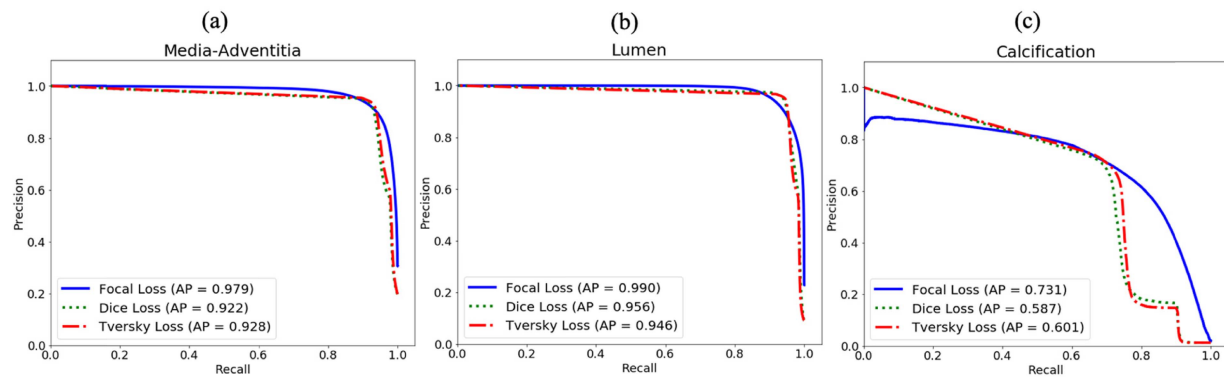 (a)
Media-Adventitia
Precision
1.0
0.8
0.6
0.4
0.2
0.0
Focal Loss (AP = 0.979)
Dice Loss (AP = 0.922)
Tversky Loss (AP = 0.928)
0.0 0.2 0.4 0.6 0.8 1.0
Recall
(b)
Lumen
Precision
1.0
0.8
0.6
0.4
0.2
0.0
Focal Loss (AP = 0.990)
Dice Loss (AP = 0.956)
Tversky Loss (AP = 0.946)
0.0 0.2 0.4 0.6 0.8 1.0
Recall
(c)
Calcification
Precision
1.0
0.8
0.6
0.4
0.2
0.0
Focal Loss (AP = 0.731)
Dice Loss (AP = 0.587)
Tversky Loss (AP = 0.601)
0.0 0.2 0.4 0.6 0.8 1.0
Recall